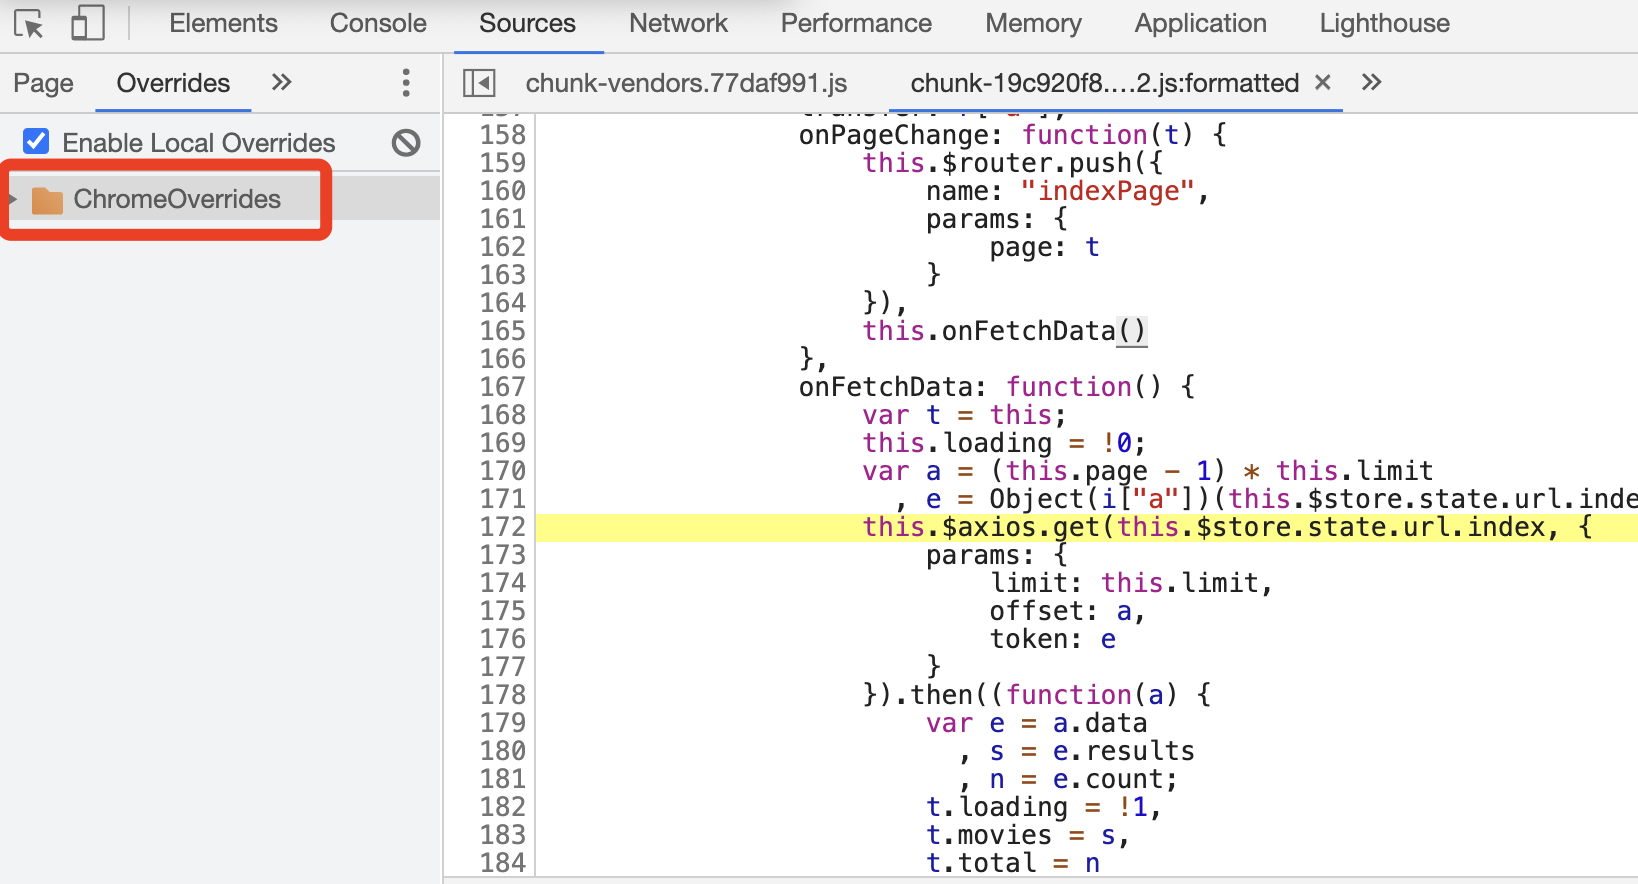 Elements Console Sources Network Performance Memory Application Lighthouse
Page Overrides »
chunk-vendors.77daf991.js chunk-19c920f8....2.js:formatted × »
Enable Local Overrides
ChromeOverrides
158 onPageChange: function(t) {
159 this.$router.push({
160 name: "indexPage",
161 params: {
162 page: t
163 }
164 }),
165 this.onFetchData()
166 },
167 onFetchData: function() {
168 var t = this;
169 this.loading = !0;
170 var a = (this.page - 1) * this.limit
171 , e = Object(i["a"])(this.$store.state.url.inde
172 this.$axios.get(this.$store.state.url.index, {
173 params: {
174 limit: this.limit,
175 offset: a,
176 token: e
177 }
178 }).then((function(a) {
179 var e = a.data
180 , s = e.results
181 , n = e.count;
182 t.loading = !1,
183 t.movies = s,
184 t.total = n